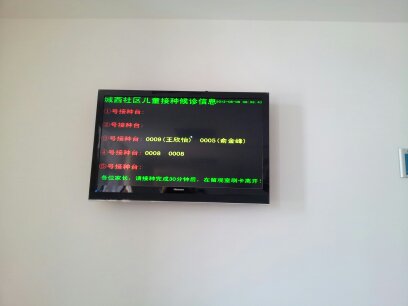 城西社区儿童接种候诊信息
①号接种台:
②号接种台:
③号接种台: 0009(王欣怡) 0005(俞金峰)
④号接种台: 0008 0008
⑤号接种台:
各位家长, 请接种完成30分钟后, 在留观室刷卡离开!
Hisense